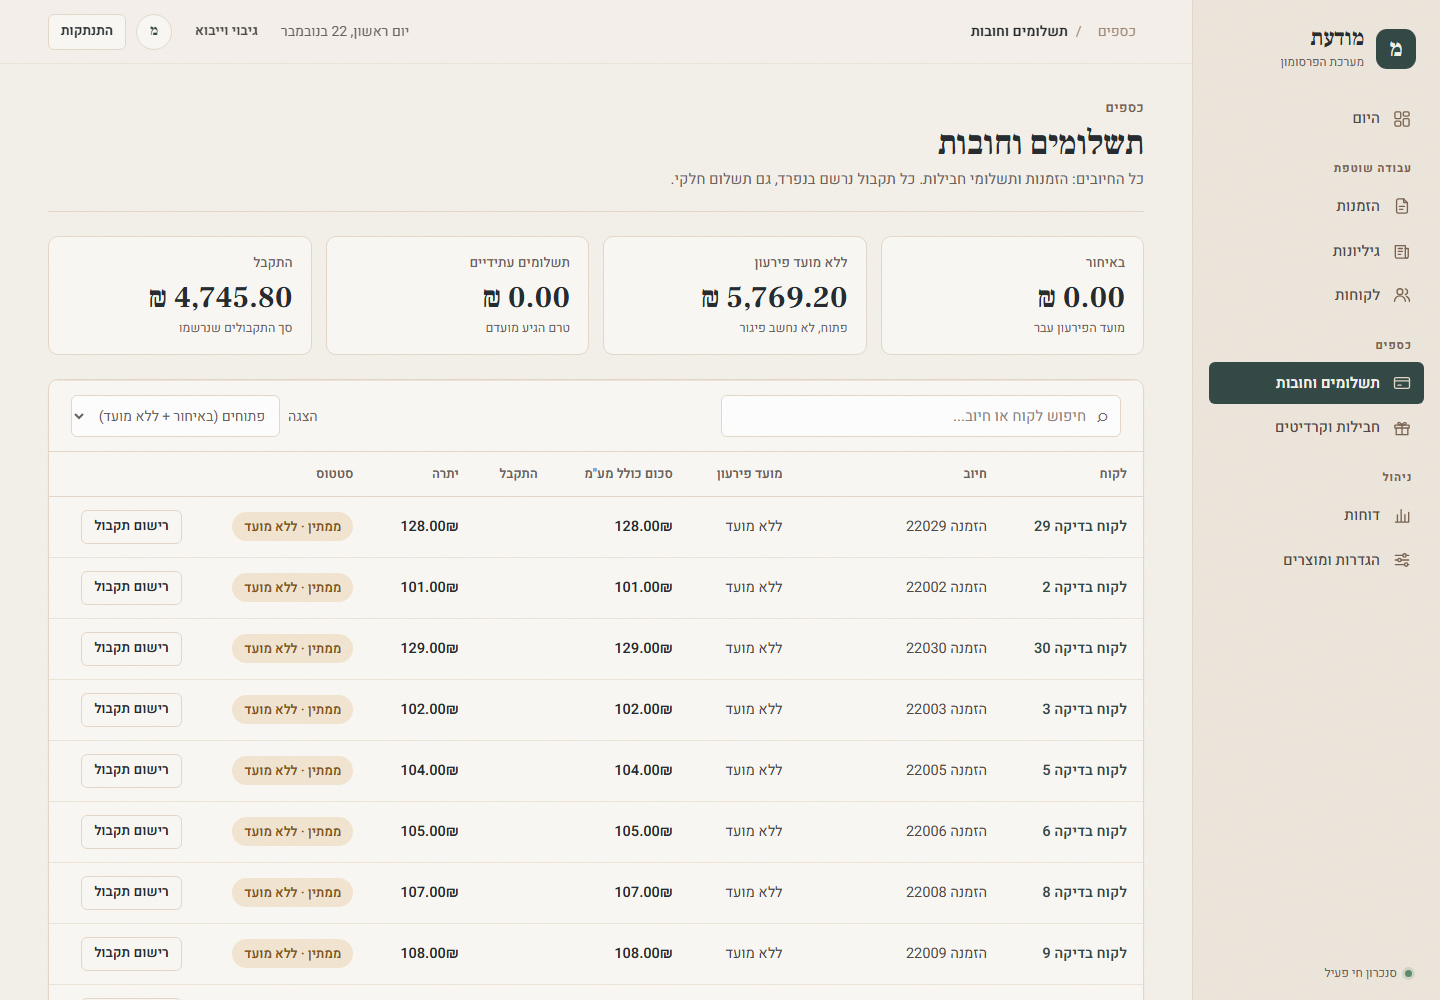 מ
מודעת
מערכת הפרסומון
היום
עבודה שוטפת
הזמנות
גיליונות
לקוחות
כספים
תשלומים וחובות
חבילות וקרדיטים
ניהול
דוחות
הגדרות ומוצרים
סנכרון חי פעיל
כספים / תשלומים וחובות
יום ראשון, 22 בנובמבר
גיבוי וייבוא
מ
התנתקות
כספים
תשלומים וחובות
כל החיובים: הזמנות ותשלומי חבילות. כל תקבול נרשם בנפרד, גם תשלום חלקי.
באיחור
0.00 ₪
מועד הפירעון עבר
ללא מועד פירעון
5,769.20 ₪
פתוח, לא נחשב פיגור
תשלומים עתידיים
0.00 ₪
טרם הגיע מועדם
התקבל
4,745.80 ₪
סך התקבולים שנרשמו
חיפוש לקוח או חיוב...
הצגה
פתוחים (באיחור + ללא מועד)
לקוח חיוב מועד פירעון סכום כולל מע"מ התקבל יתרה סטטוס
לקוח בדיקה 29 הזמנה 22029 ללא מועד ₪128.00 ₪128.00 ממתין · ללא מועד רישום תקבול
לקוח בדיקה 2 הזמנה 22002 ללא מועד ₪101.00 ₪101.00 ממתין · ללא מועד רישום תקבול
לקוח בדיקה 30 הזמנה 22030 ללא מועד ₪129.00 ₪129.00 ממתין · ללא מועד רישום תקבול
לקוח בדיקה 3 הזמנה 22003 ללא מועד ₪102.00 ₪102.00 ממתין · ללא מועד רישום תקבול
לקוח בדיקה 5 הזמנה 22005 ללא מועד ₪104.00 ₪104.00 ממתין · ללא מועד רישום תקבול
לקוח בדיקה 6 הזמנה 22006 ללא מועד ₪105.00 ₪105.00 ממתין · ללא מועד רישום תקבול
לקוח בדיקה 8 הזמנה 22008 ללא מועד ₪107.00 ₪107.00 ממתין · ללא מועד רישום תקבול
לקוח בדיקה 9 הזמנה 22009 ללא מועד ₪108.00 ₪108.00 ממתין · ללא מועד רישום תקבול